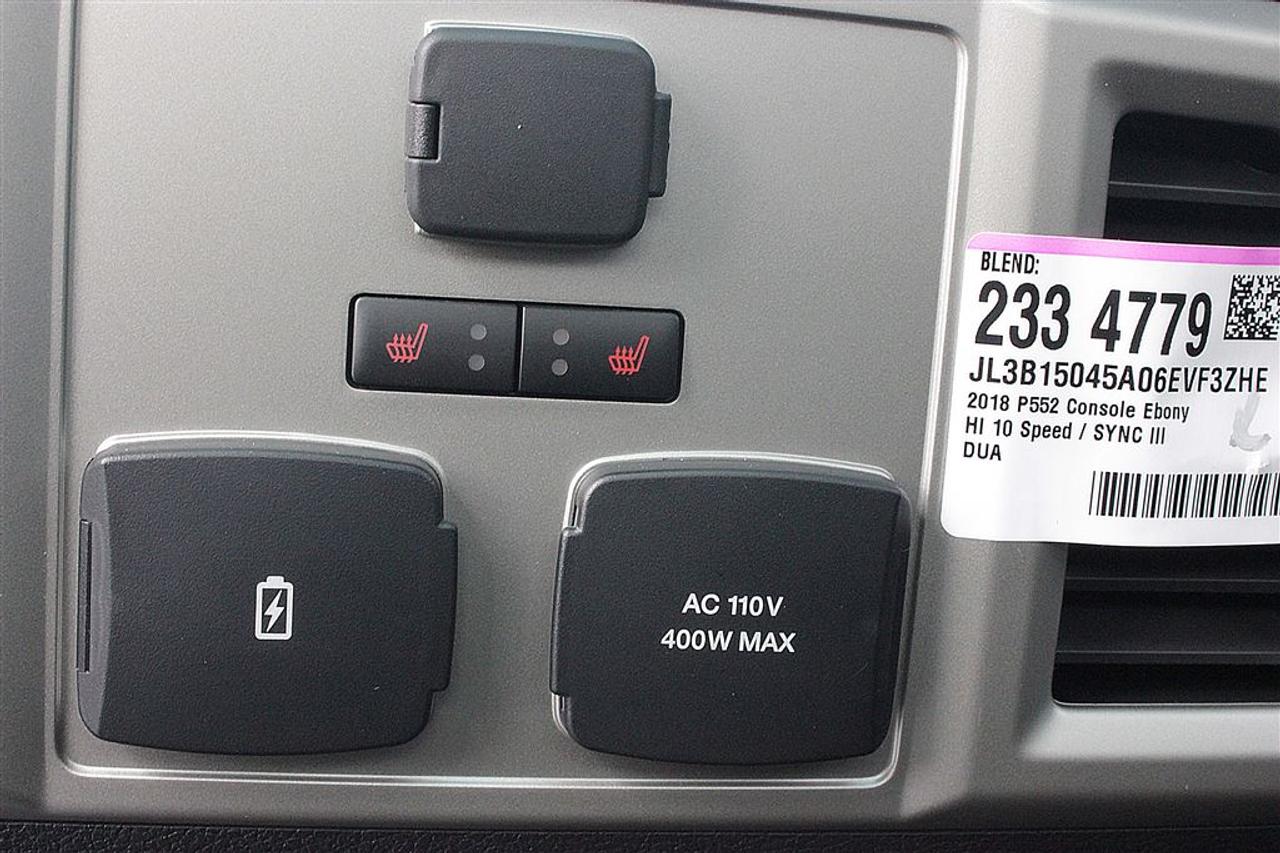 BLEND:
233 4779
JL3B15045A06EVF3ZHE
2018 P552 Console Ebony
HI 10 Speed / SYNC III
DUA
AC 110V
400W MAX